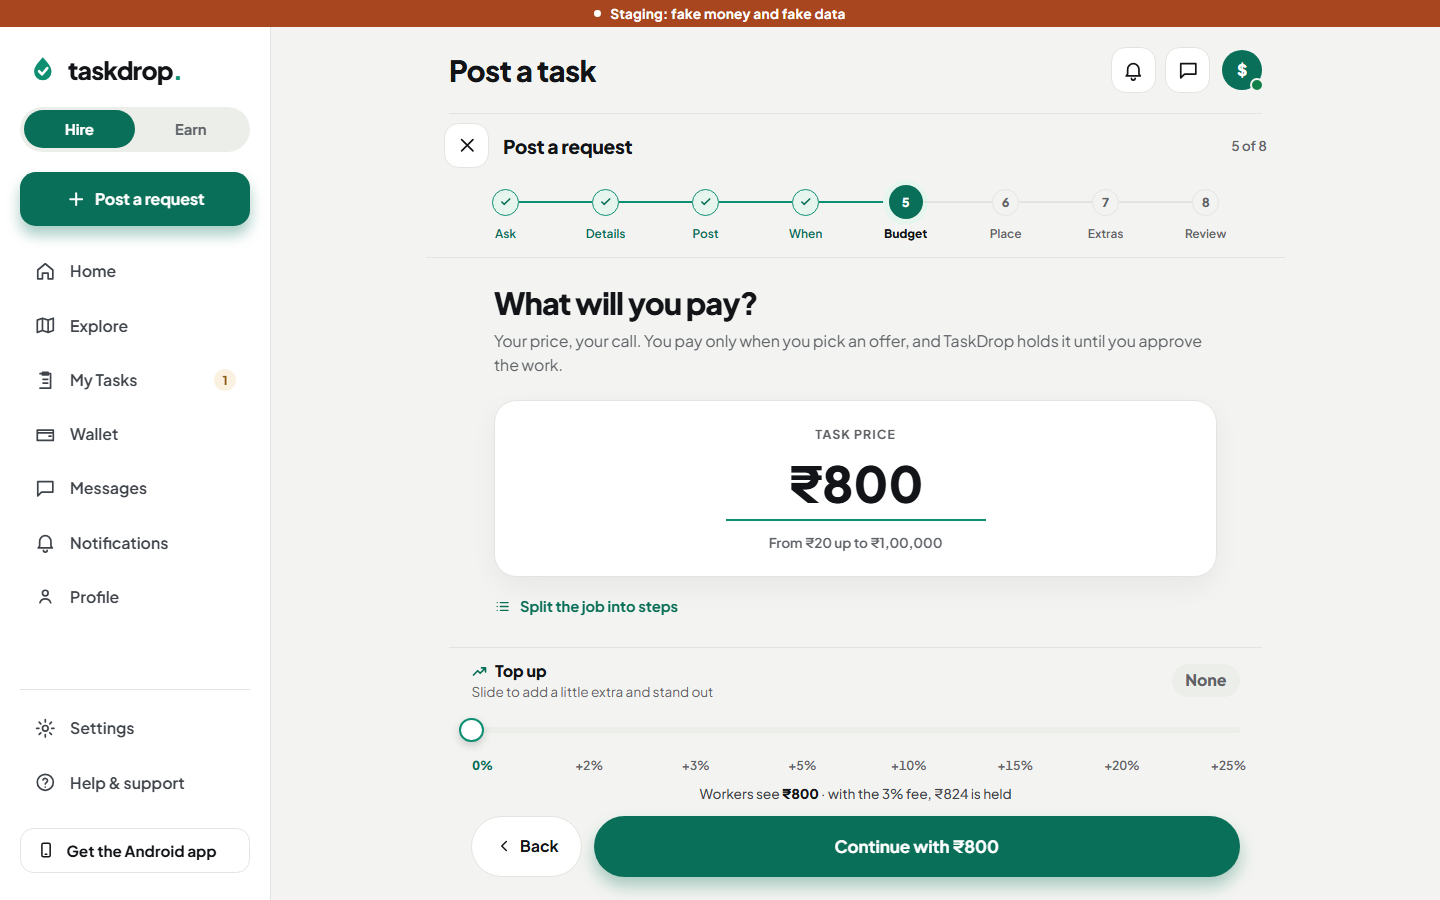 Staging: fake money and fake data
taskdrop.
Hire
Earn
Post a request
Home
Explore
My Tasks
1
Wallet
Messages
Notifications
Profile
Settings
Help & support
Get the Android app
Post a task
$
Post a request
5 of 8
5
6
7
8
Ask
Details
Post
When
Budget
Place
Extras
Review
What will you pay?
Your price, your call. You pay only when you pick an offer, and TaskDrop holds it until you approve
the work.
TASK PRICE
₹800
From ₹20 up to ₹1,00,000
Split the job into steps
Top up
Slide to add a little extra and stand out
None
0%
+2%
+3%
+5%
+10%
+15%
+20%
+25%
Workers see ₹800 · with the 3% fee, ₹824 is held
Back
Continue with ₹800